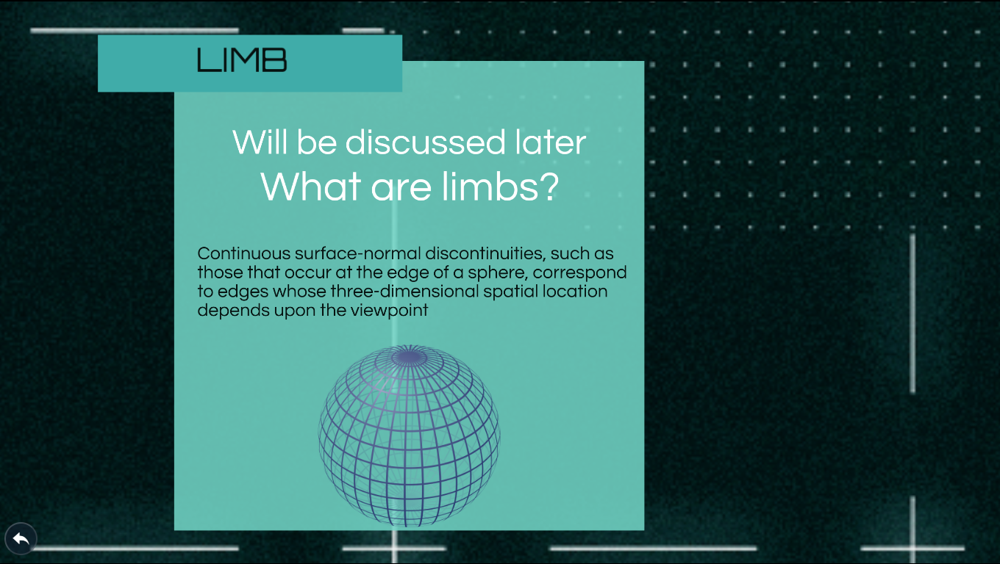 LIMB
Will be discussed later
What are limbs?
Continuous surface-normal discontinuities, such as
those that occur at the edge of a sphere, correspond
to edges whose three-dimensional spatial location
depends upon the viewpoint